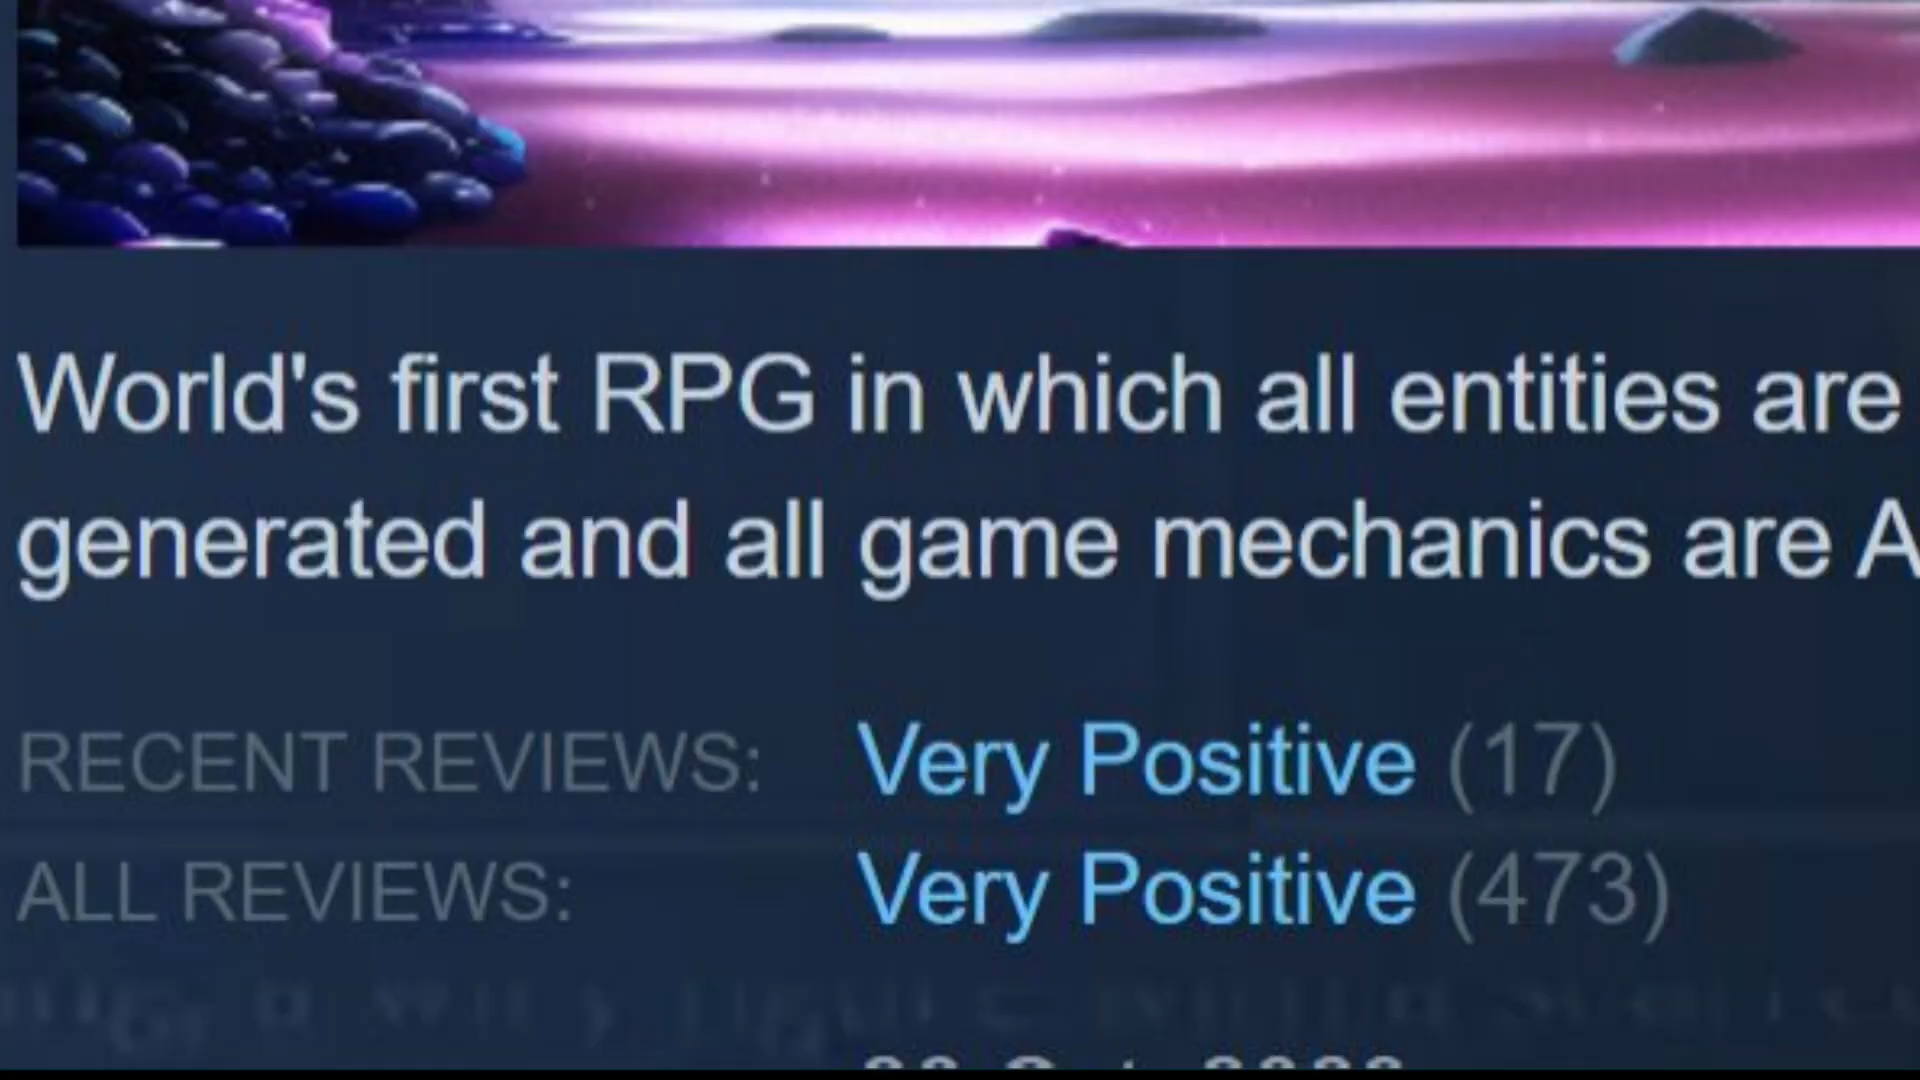 World's first RPG in which all entities are
generated and all game mechanics are A
RECENT REVIEWS: Very Positive (17)
ALL REVIEWS: Very Positive (473)